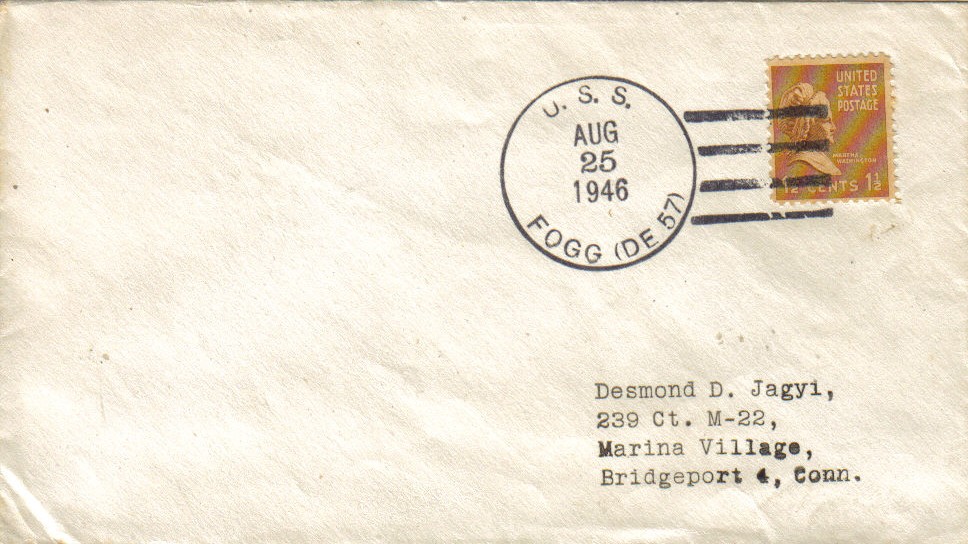 U. S. S.
AUG
25
1946
FOGG (DE 57)
UNITED
STATES
POSTAGE
MARTHA
WASHINGTON
1½ CENTS 1½
Desmond D. Jagyi,
239 Ct. M-22,
Marina Village,
Bridgeport 4, Conn.